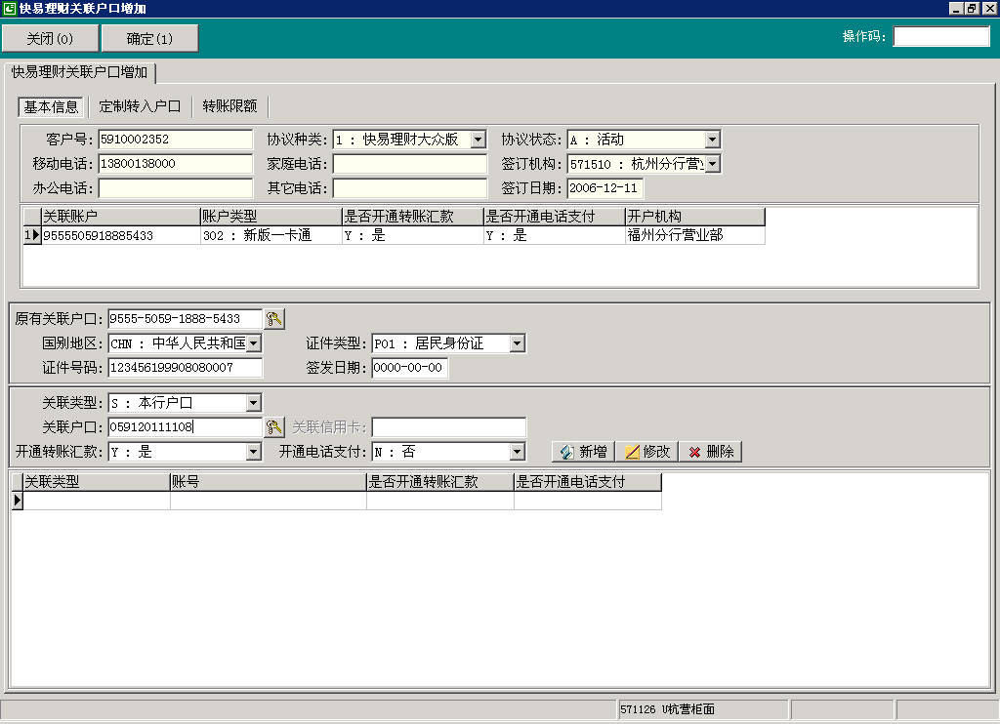 快易理财关联户口增加
关闭(0) 确定(1) 操作码:
快易理财关联户口增加
基本信息 定制转入户口 转账限额
客户号: 5910002352 协议种类: 1 : 快易理财大众版 协议状态: A : 活动
移动电话: 13800138000 家庭电话: 签订机构: 571510 : 杭州分行营业
办公电话: 其它电话: 签订日期: 2006-12-11
关联账户 账户类型 是否开通转账汇款 是否开通电话支付 开户机构
1 9555505918885433 302 : 新版一卡通 Y : 是 Y : 是 福州分行营业部
原有关联户口: 9555-5059-1888-5433
国别地区: CHN : 中华人民共和国 证件类型: P01 : 居民身份证
证件号码: 123456199908080007 签发日期: 0000-00-00
关联类型: S : 本行户口
关联户口: 059120111108 关联信用卡:
开通转账汇款: Y : 是 开通电话支付: N : 否 新增 修改 删除
关联类型 账号 是否开通转账汇款 是否开通电话支付
571126 U杭营柜面